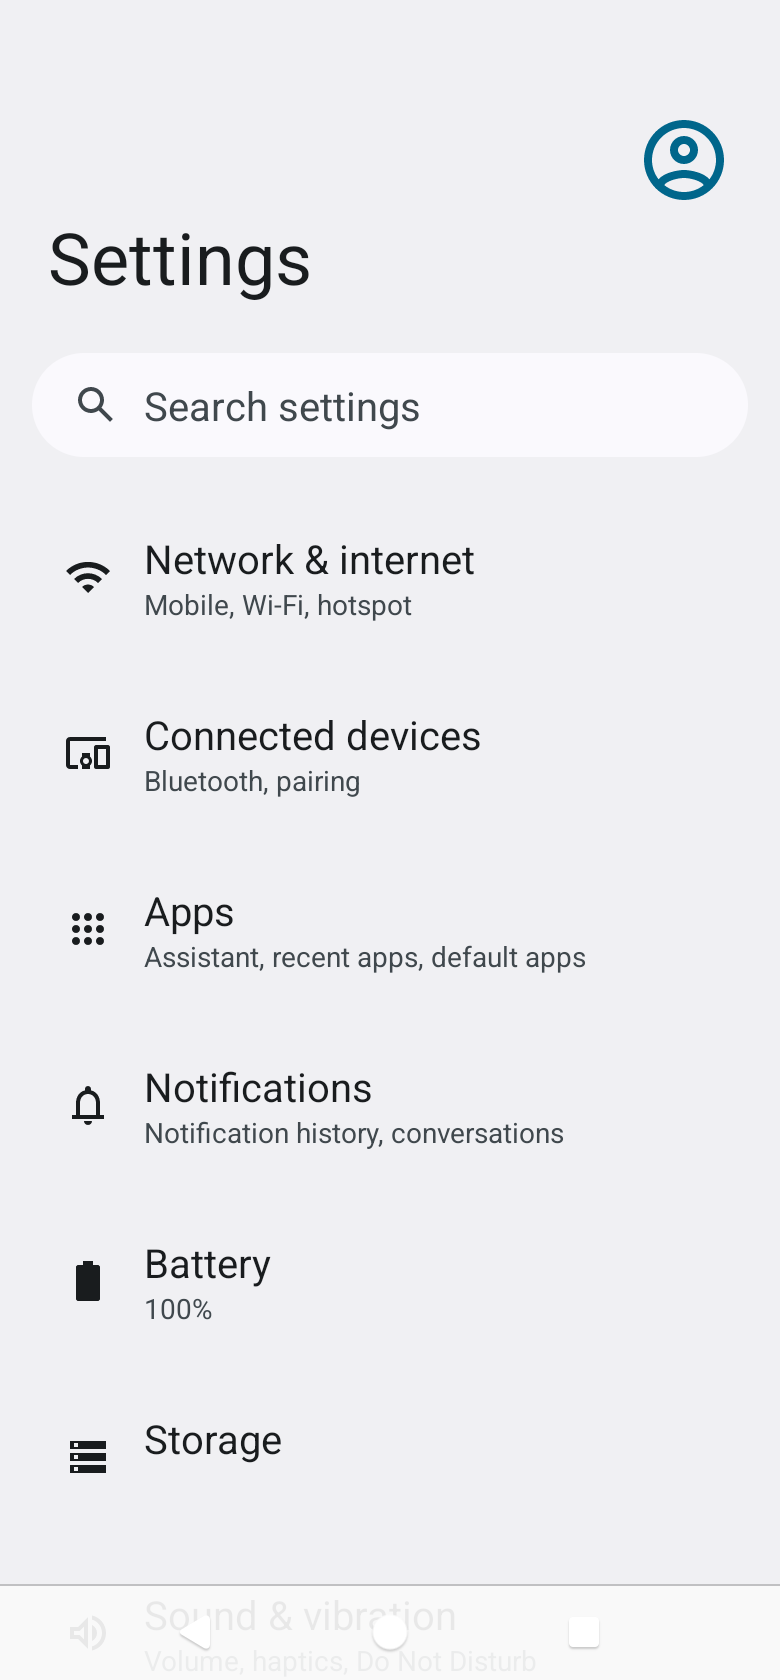 Settings
Search settings
Network & internet
Mobile, Wi-Fi, hotspot
Connected devices
Bluetooth, pairing
Apps
Assistant, recent apps, default apps
Notifications
Notification history, conversations
Battery
100%
Storage
Sound & vibration
Volume, haptics, Do Not Disturb